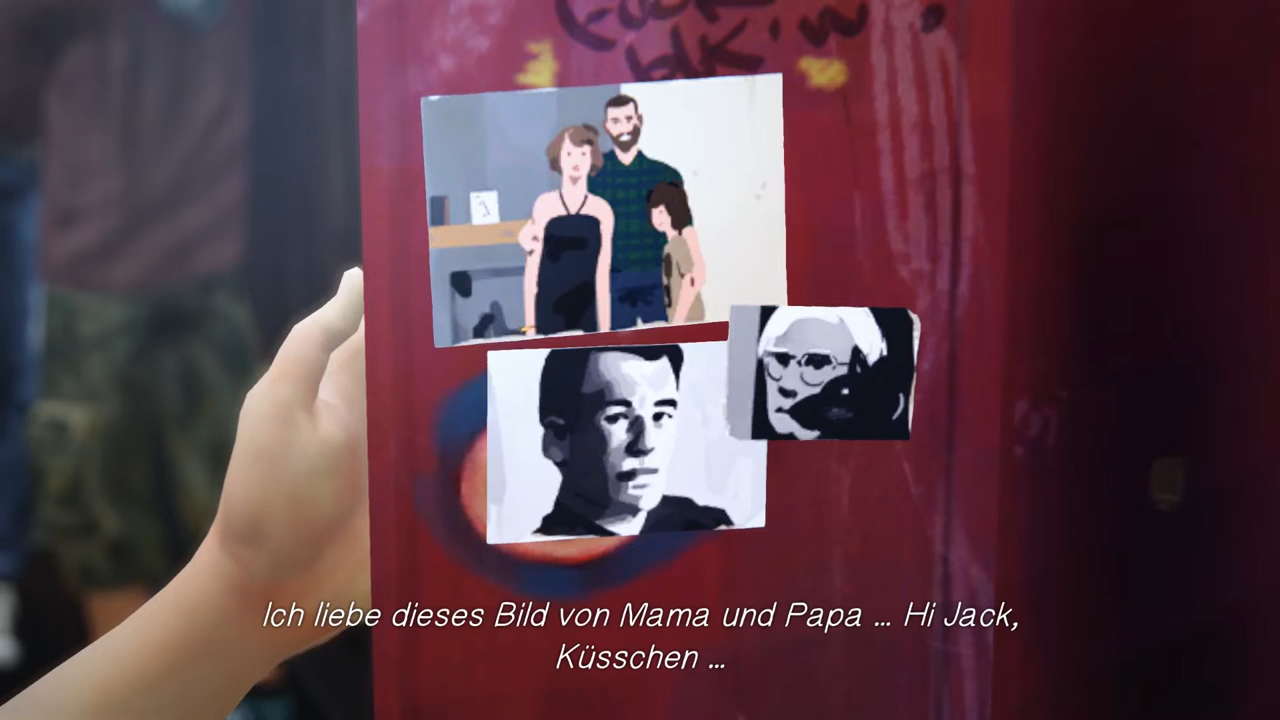 Ich liebe dieses Bild von Mama und Papa ... Hi Jack,
Küsschen ...